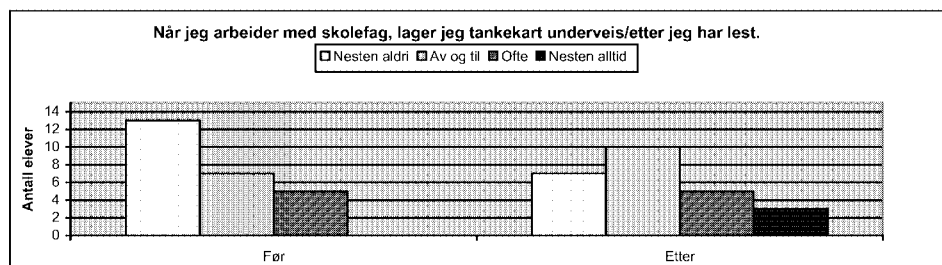 Når jeg arbeider med skolefag, lager jeg tankekart underveis/etter jeg har lest.
Nesten aldri Av og til Ofte Nesten alltid
Antall elever
14
12
10
8
6
4
2
0
Før Etter